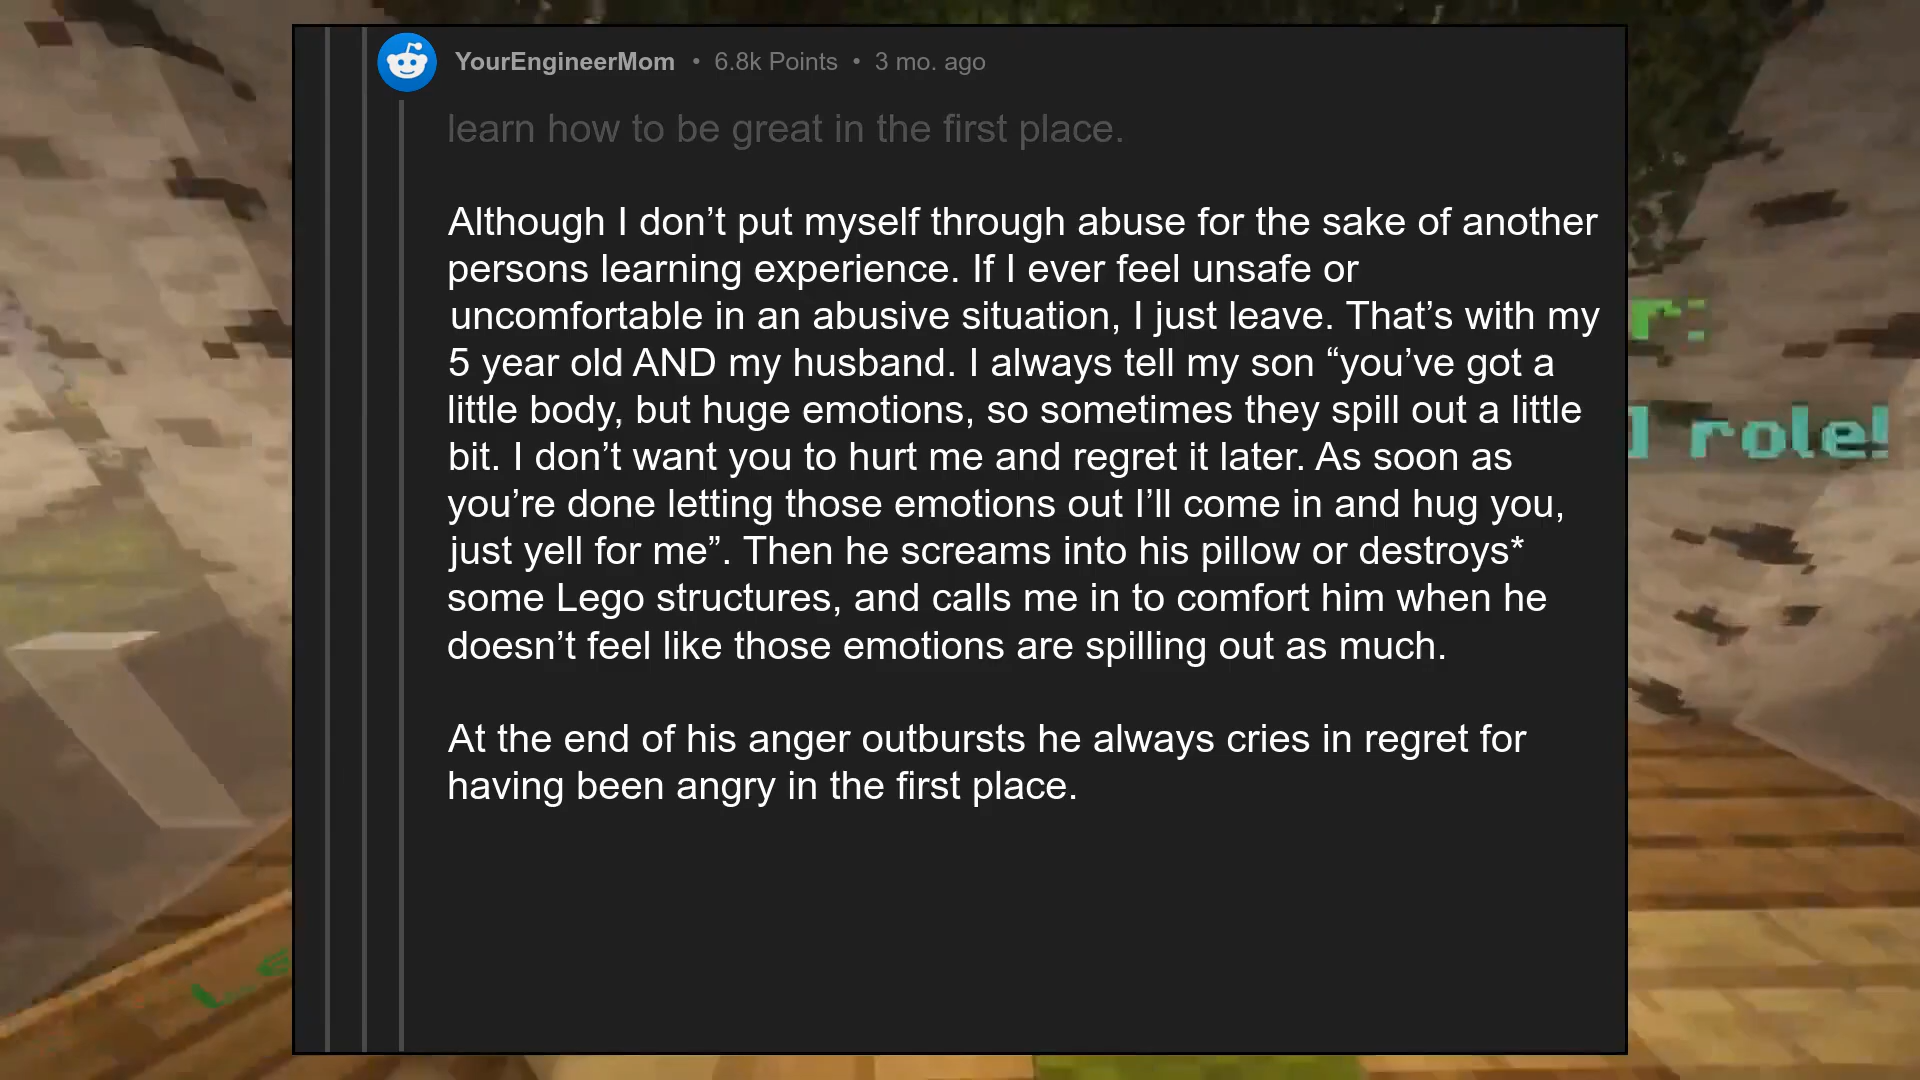 YourEngineerMom • 6.8k Points • 3 mo. ago
learn how to be great in the first place.
Although I don’t put myself through abuse for the sake of another
persons learning experience. If I ever feel unsafe or
uncomfortable in an abusive situation, I just leave. That’s with my
5 year old AND my husband. I always tell my son “you’ve got a
little body, but huge emotions, so sometimes they spill out a little
bit. I don’t want you to hurt me and regret it later. As soon as
you’re done letting those emotions out I’ll come in and hug you,
just yell for me”. Then he screams into his pillow or destroys*
some Lego structures, and calls me in to comfort him when he
doesn’t feel like those emotions are spilling out as much.
At the end of his anger outbursts he always cries in regret for
having been angry in the first place.
r:
role!